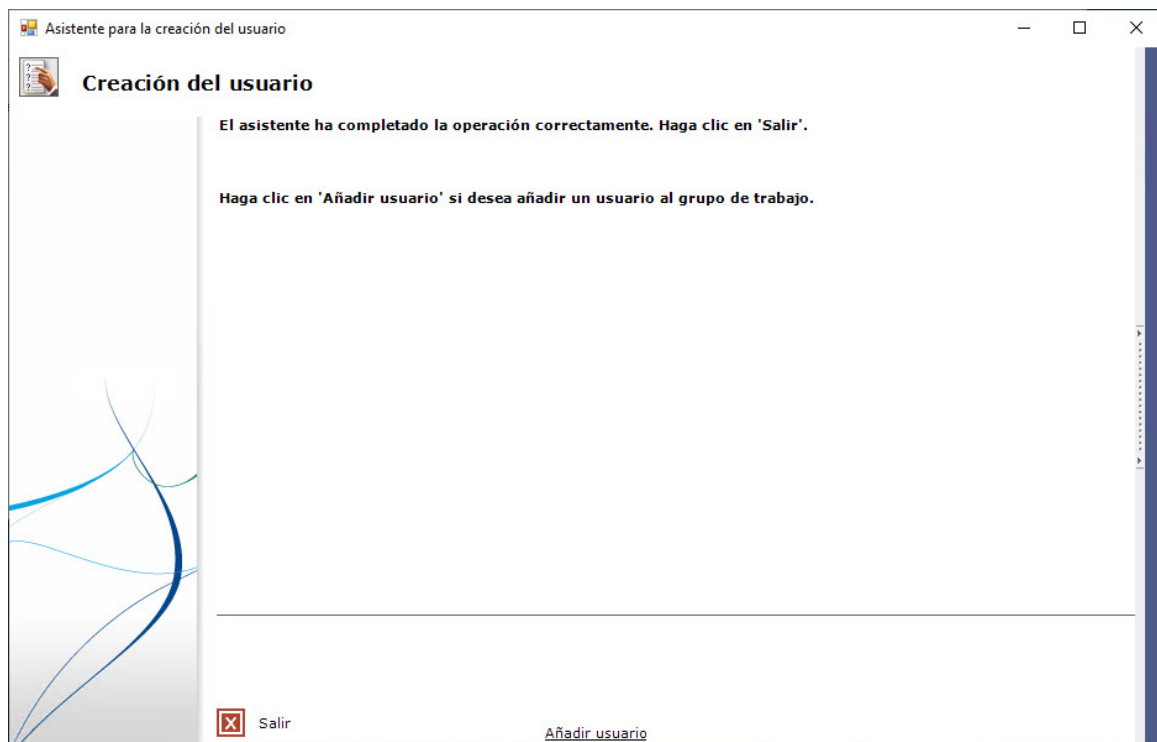 Asistente para la creación del usuario
Creación del usuario
El asistente ha completado la operación correctamente. Haga clic en 'Salir'.
Haga clic en 'Añadir usuario' si desea añadir un usuario al grupo de trabajo.
Salir
Añadir usuario